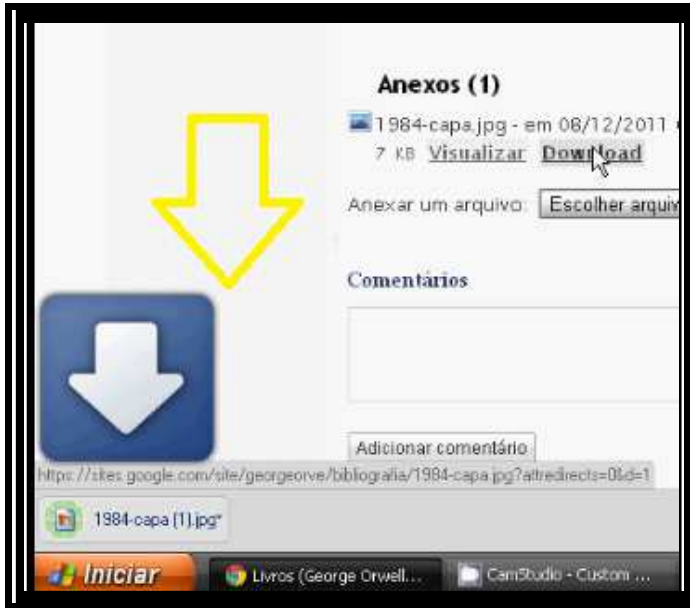 Anexos (1)
1984-capa.jpg - em 08/12/2011
7 KB Visualizar Download
Anexar um arquivo: Escolher arquiv
Comentários
Adicionar comentário
https://sites.google.com/site/georgeorve/bibliografia/1984-capa.jpg?attredirects=0&d=1
1984-capa (1).jpg
Iniciar
Livros (George Orwell...
CamStudio - Custom ...